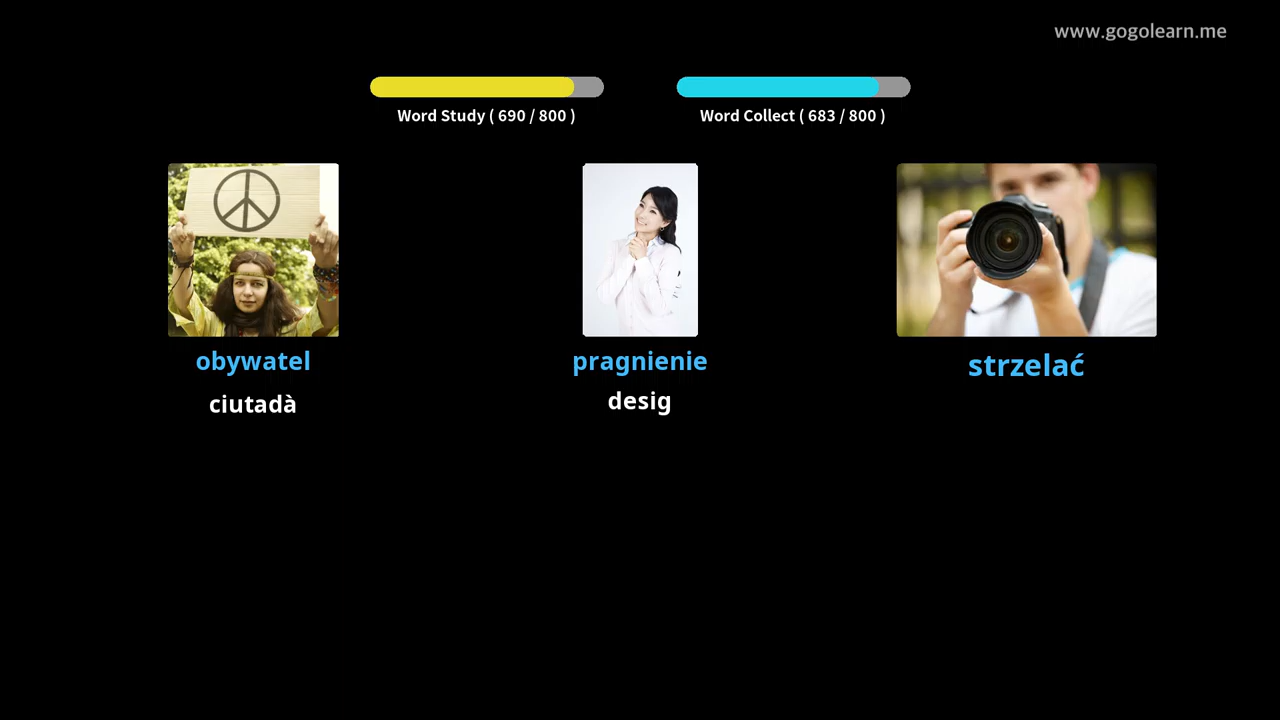 www.gogolearn.me
Word Study ( 690 / 800 )
Word Collect ( 683 / 800 )
obywatel
ciutadà
pragnienie
desig
strzelać